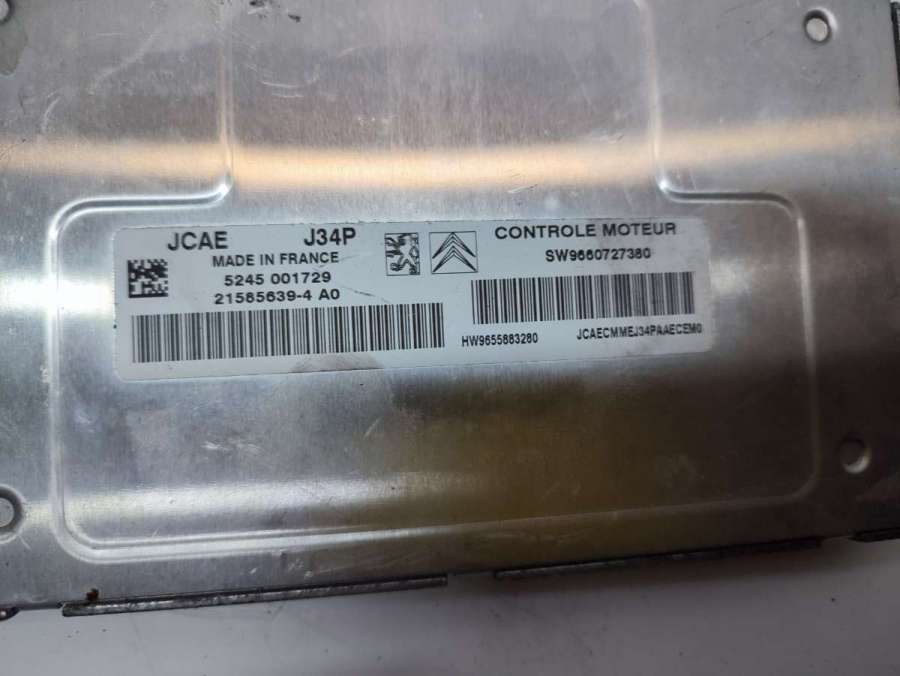 JCAE J34P
MADE IN FRANCE
5245 001729
21585639-4 A0
CONTROLE MOTEUR
SW9660727380
HW9655883280 JCAECMMEJ34PAAECEM0